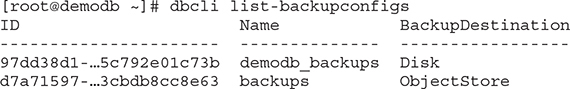 [root@demodb ~]# dbcli list-backupconfigs
ID                      Name             BackupDestination
---------------------- ---------------- -----------------
97dd38d1-…5c792e01c73b  demodb_backups   Disk
d7a71597-…3cbdb8cc8e63  backups          ObjectStore